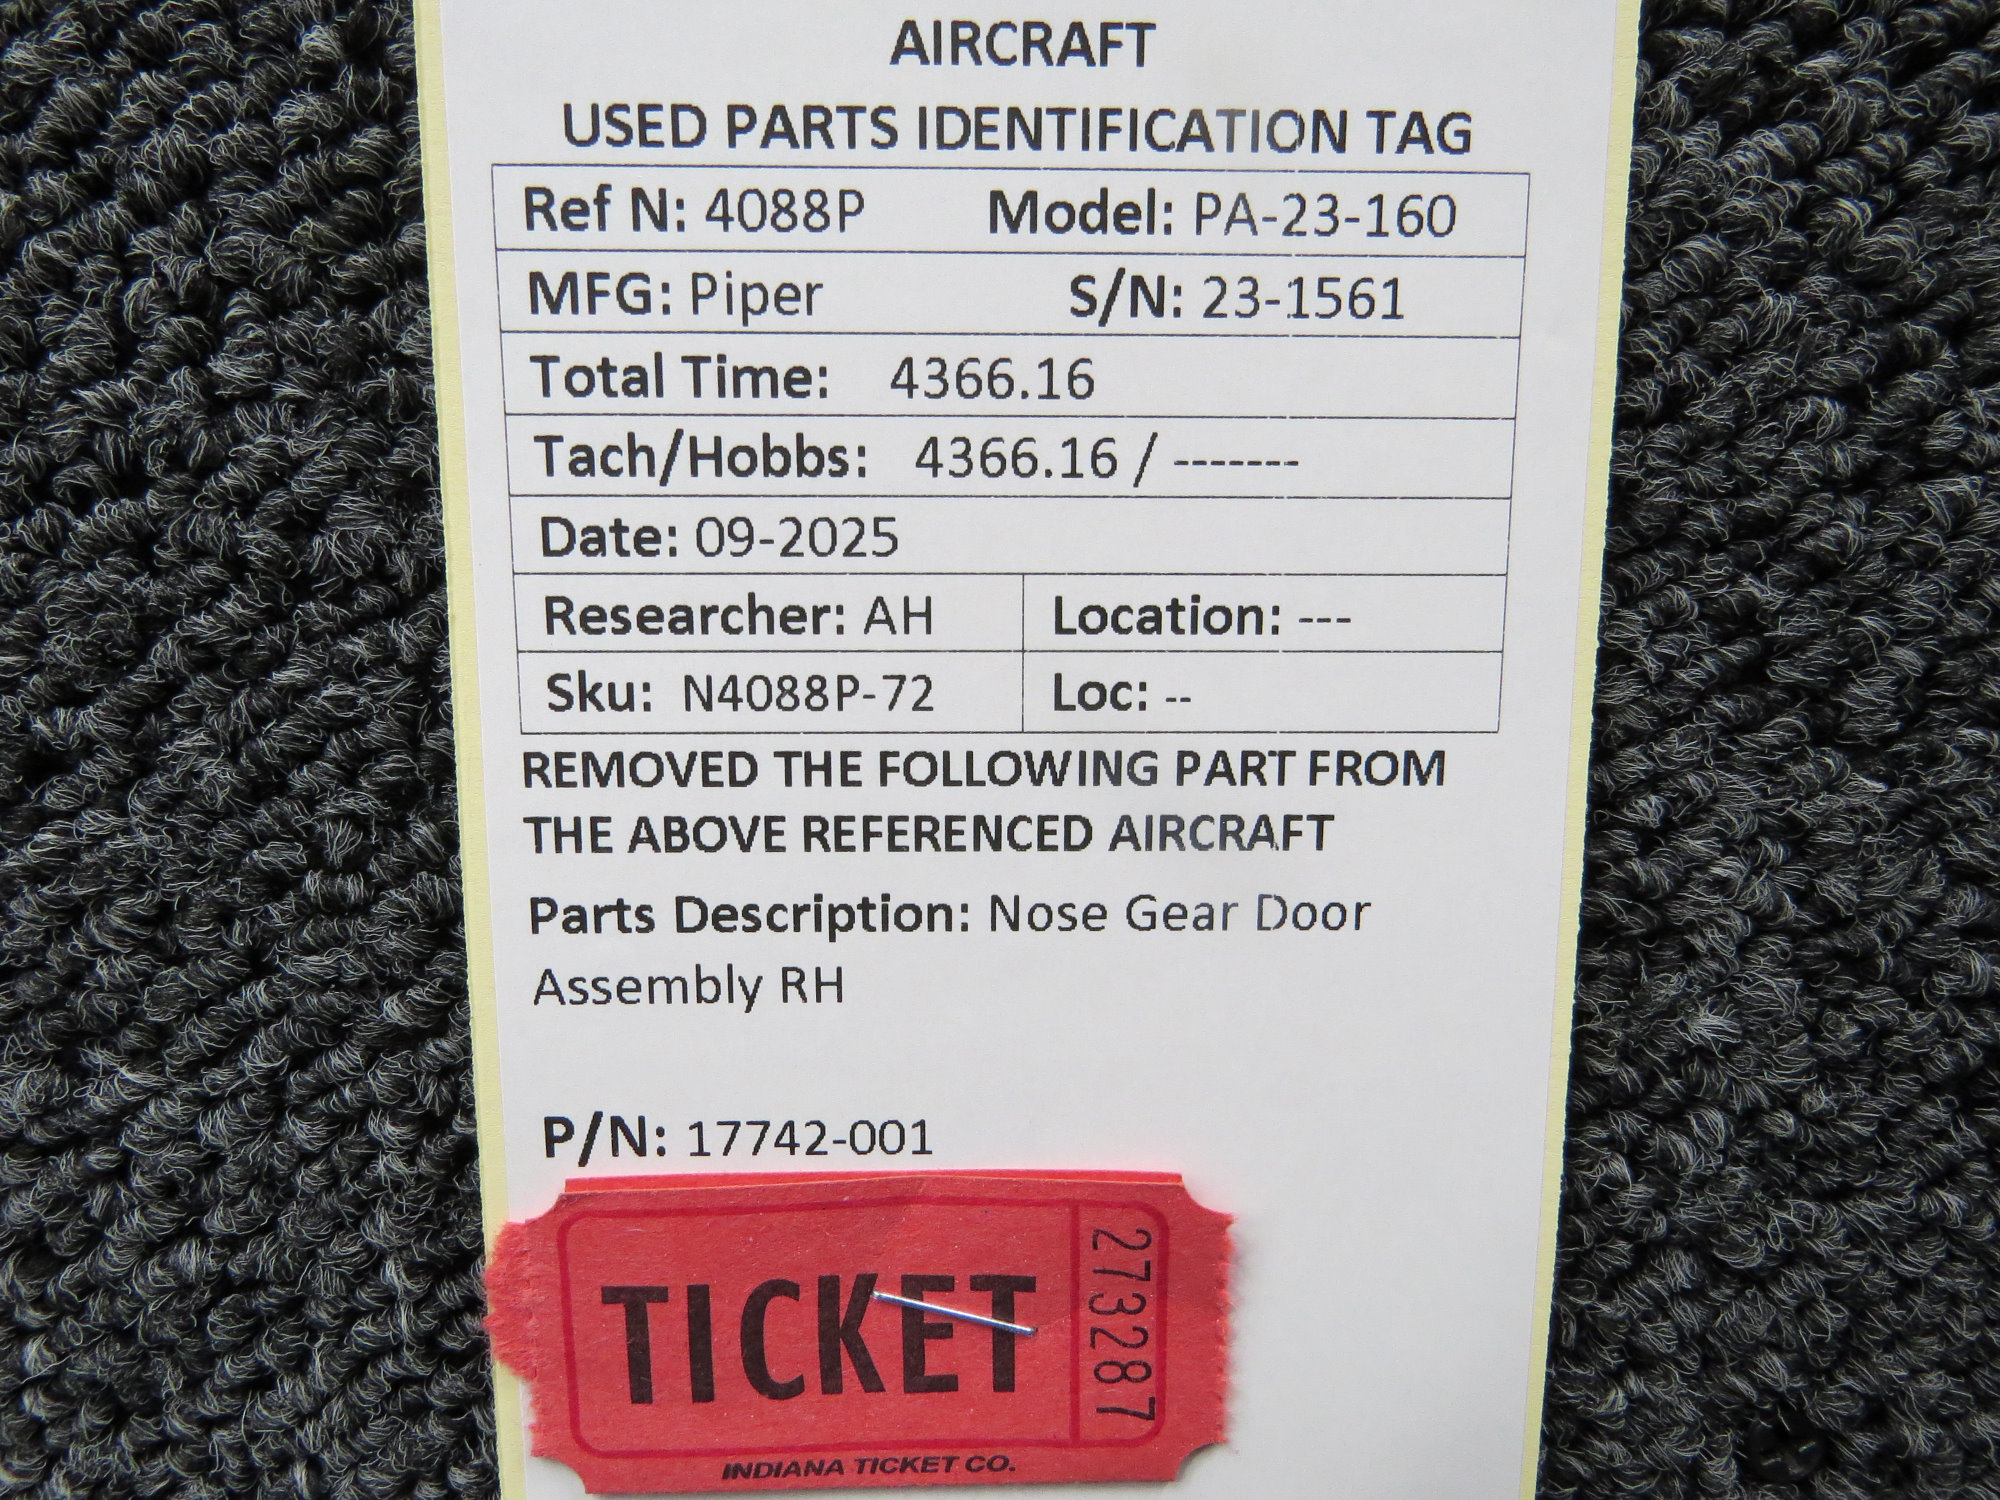 AIRCRAFT
USED PARTS IDENTIFICATION TAG
Ref N: 4088P Model: PA-23-160
MFG: Piper S/N: 23-1561
Total Time: 4366.16
Tach/Hobbs: 4366.16 / -------
Date: 09-2025
Researcher: AH Location: ---
Sku: N4088P-72 Loc: --
REMOVED THE FOLLOWING PART FROM
THE ABOVE REFERENCED AIRCRAFT
Parts Description: Nose Gear Door
Assembly RH
P/N: 17742-001
TICKET
273287
INDIANA TICKET CO.